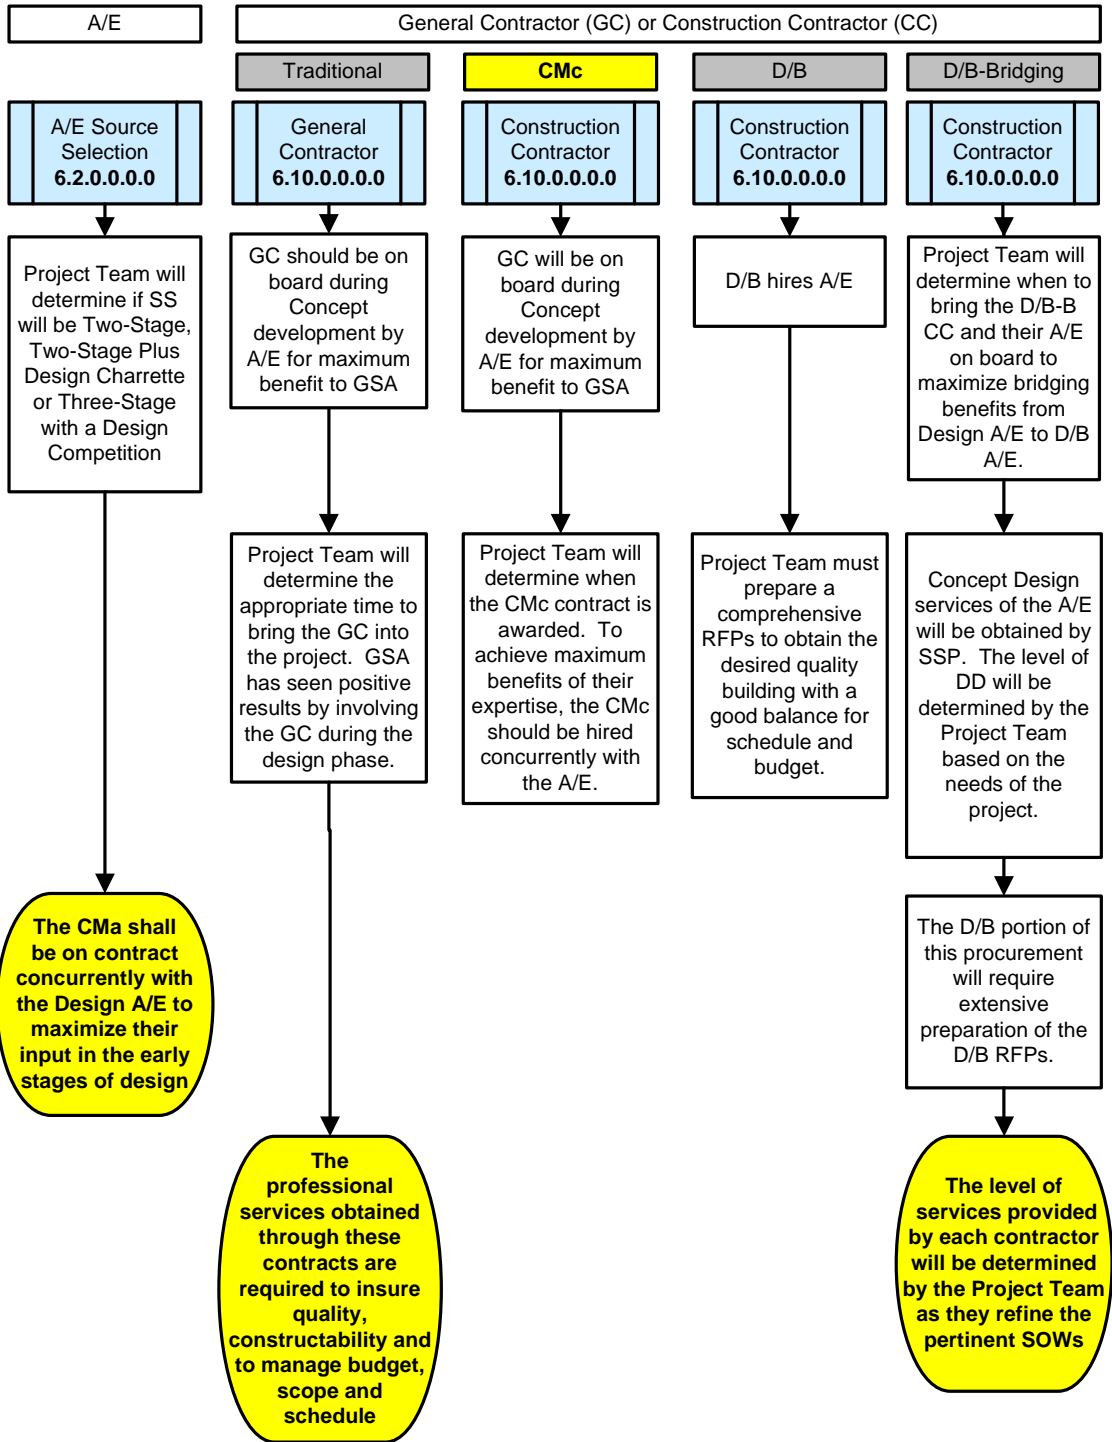 A/E
General Contractor (GC) or Construction Contractor (CC)
Traditional
CMc
D/B
D/B-Bridging
A/E Source
Selection
6.2.0.0.0.0
General
Contractor
6.10.0.0.0.0
Construction
Contractor
6.10.0.0.0.0
Construction
Contractor
6.10.0.0.0.0
Construction
Contractor
6.10.0.0.0.0
Project Team will
determine if SS
will be Two-Stage,
Two-Stage Plus
Design Charrette
or Three-Stage
with a Design
Competition
GC should be on
board during
Concept
development by
A/E for maximum
benefit to GSA
GC will be on
board during
Concept
development by
A/E for maximum
benefit to GSA
D/B hires A/E
Project Team will
determine when to
bring the D/B-B
CC and their A/E
on board to
maximize bridging
benefits from
Design A/E to D/B
A/E.
Project Team will
determine the
appropriate time to
bring the GC into
the project.  GSA
has seen positive
results by involving
the GC during the
design phase.
Project Team will
determine when
the CMc contract is
awarded.  To
achieve maximum
benefits of their
expertise, the CMc
should be hired
concurrently with
the A/E.
Project Team must
prepare a
comprehensive
RFPs to obtain the
desired quality
building with a
good balance for
schedule and
budget.
Concept Design
services of the A/E
will be obtained by
SSP.  The level of
DD will be
determined by the
Project Team
based on the
needs of the
project.
The CMa shall
be on contract
concurrently with
the Design A/E to
maximize their
input in the early
stages of design
The D/B portion of
this procurement
will require
extensive
preparation of the
D/B RFPs.
The
professional
services obtained
through these
contracts are
required to insure
quality,
constructability and
to manage budget,
scope and
schedule
The level of
services provided
by each contractor
will be determined
by the Project Team
as they refine the
pertinent SOWs